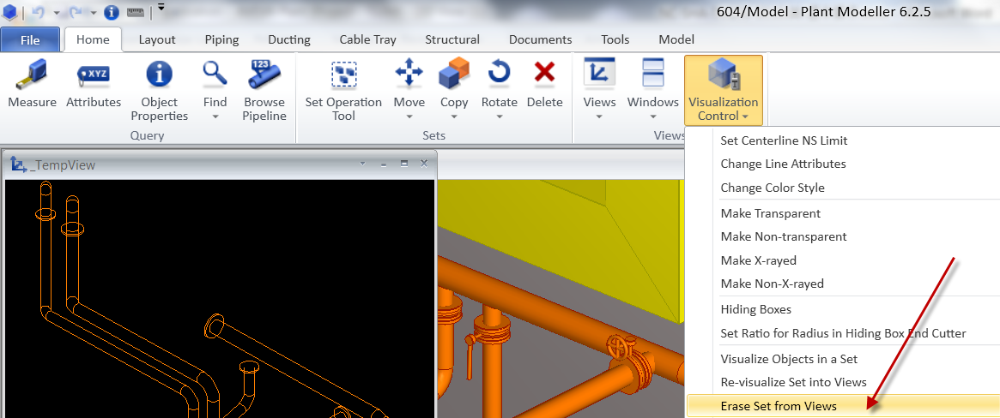 604/Model - Plant Modeller 6.2.5
File Home Layout Piping Ducting Cable Tray Structural Documents Tools Model
XYZ 123
Measure Attributes Object Properties Find Browse Pipeline Set Operation Tool Move Copy Rotate Delete Views Windows Visualization Control
Query Sets Views
_TempView
Set Centerline NS Limit
Change Line Attributes
Change Color Style
Make Transparent
Make Non-transparent
Make X-rayed
Make Non-X-rayed
Hiding Boxes
Set Ratio for Radius in Hiding Box End Cutter
Visualize Objects in a Set
Re-visualize Set into Views
Erase Set from Views